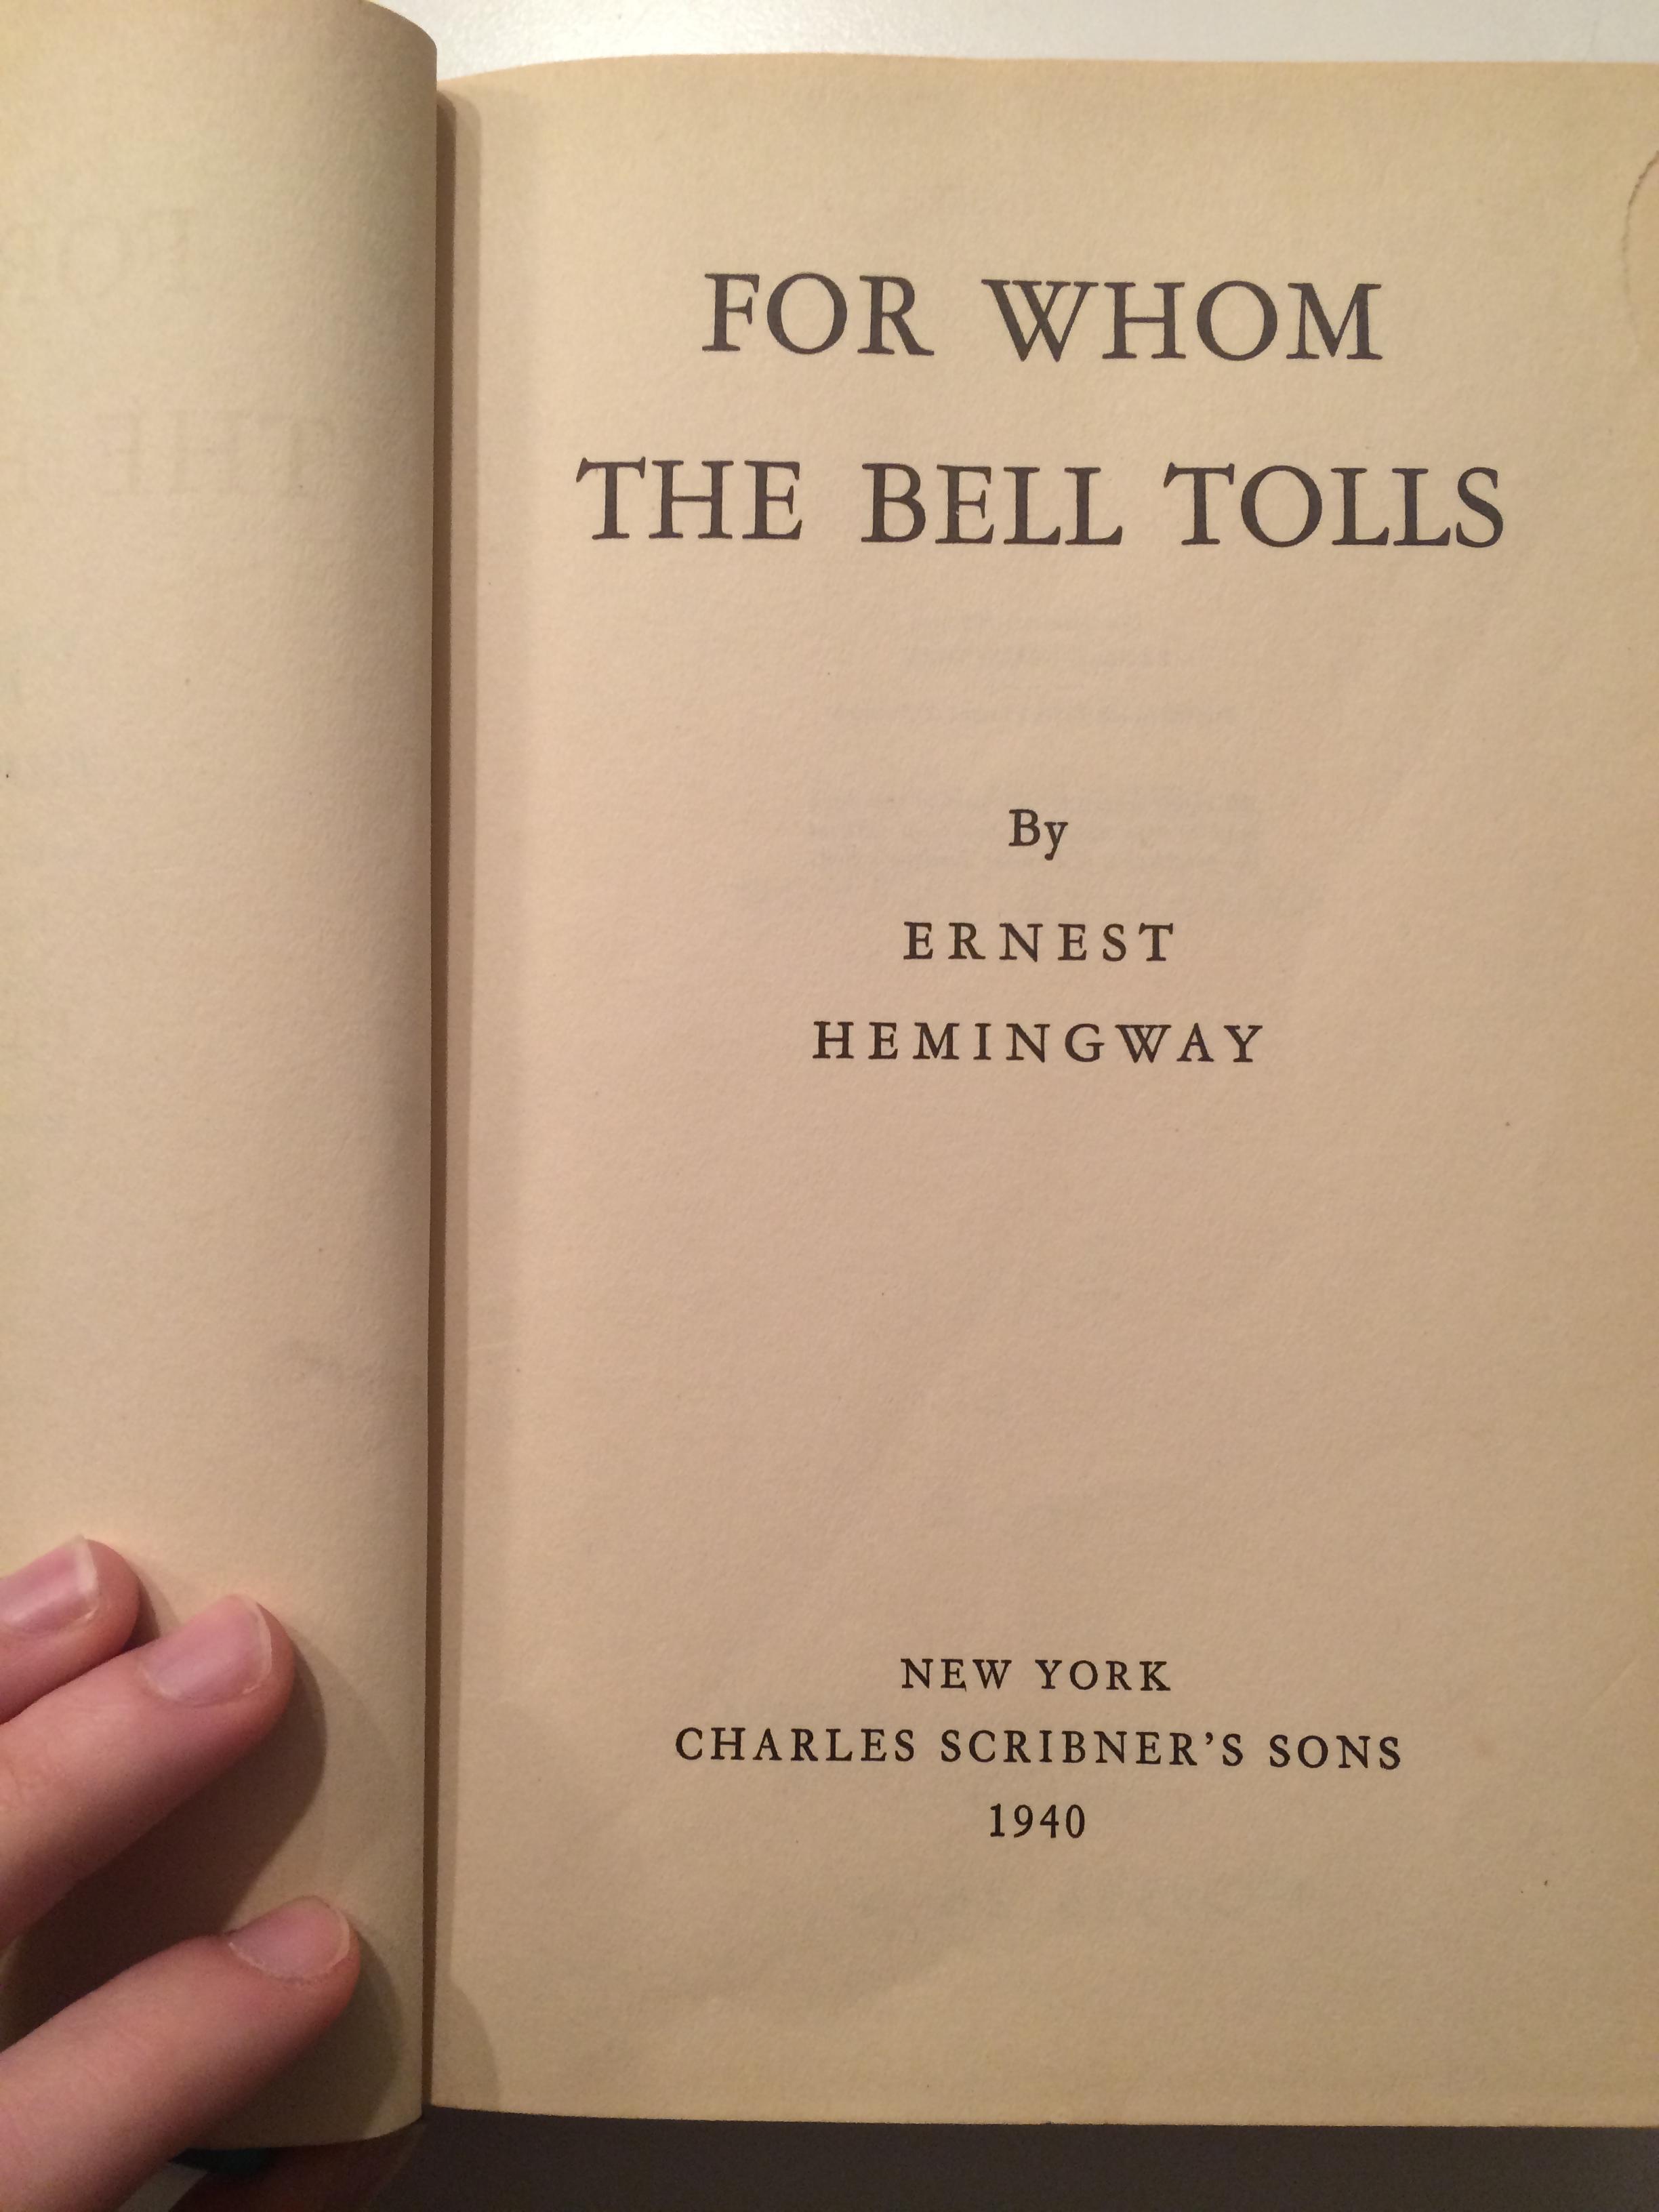 FOR WHOM
THE BELL TOLLS
By
ERNEST
HEMINGWAY
NEW YORK
CHARLES SCRIBNER'S SONS
1940